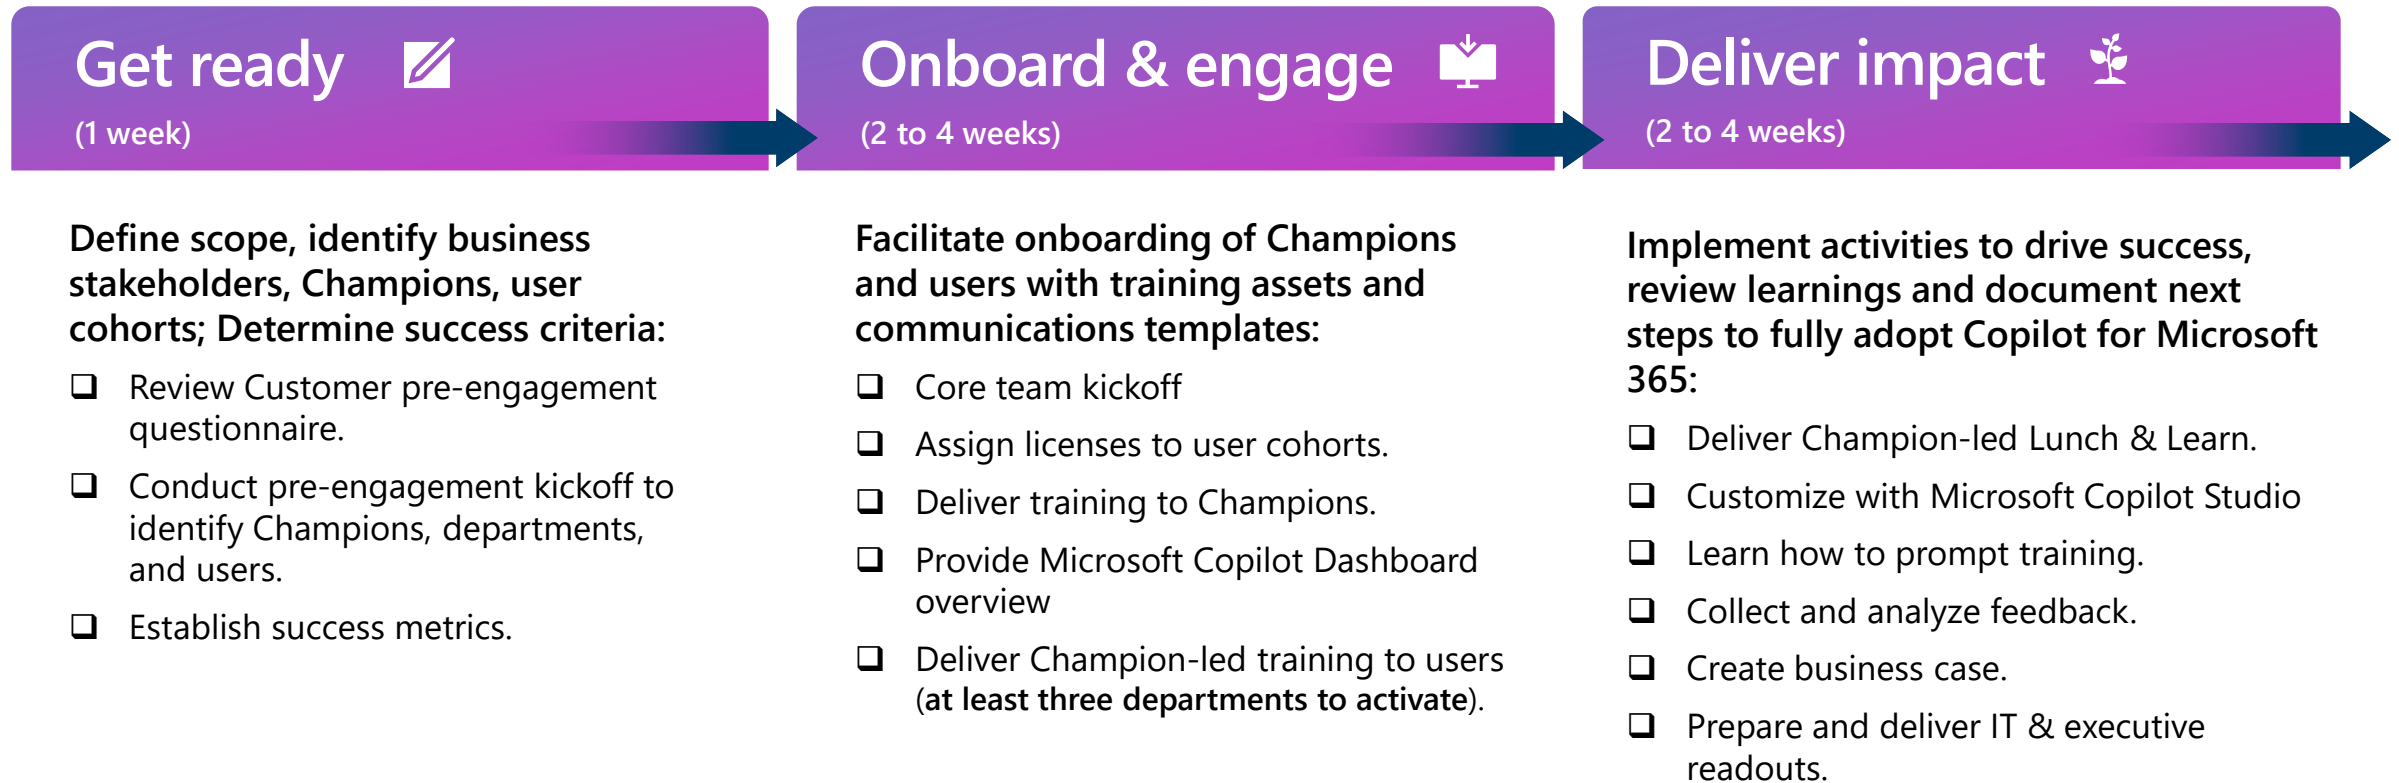 Get ready
(1 week)
Define scope, identify business
stakeholders, Champions, user
cohorts; Determine success criteria:
❑ Review Customer pre-engagement
questionnaire.
❑ Conduct pre-engagement kickoff to
identify Champions, departments,
and users.
❑ Establish success metrics.
Onboard & engage
(2 to 4 weeks)
Facilitate onboarding of Champions
and users with training assets and
communications templates:
❑ Core team kickoff
❑ Assign licenses to user cohorts.
❑ Deliver training to Champions.
❑ Provide Microsoft Copilot Dashboard
overview
❑ Deliver Champion-led training to users
(at least three departments to activate).
Deliver impact
(2 to 4 weeks)
Implement activities to drive success,
review learnings and document next
steps to fully adopt Copilot for Microsoft
365:
❑ Deliver Champion-led Lunch & Learn.
❑ Customize with Microsoft Copilot Studio
❑ Learn how to prompt training.
❑ Collect and analyze feedback.
❑ Create business case.
❑ Prepare and deliver IT & executive
readouts.